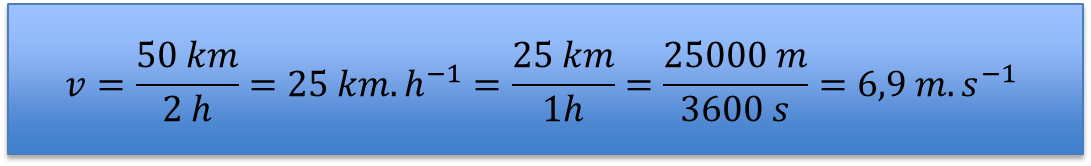 v = 50 km / 2 h = 25 km.h⁻¹ = 25 km / 1h = 25000 m / 3600 s = 6,9 m.s⁻¹